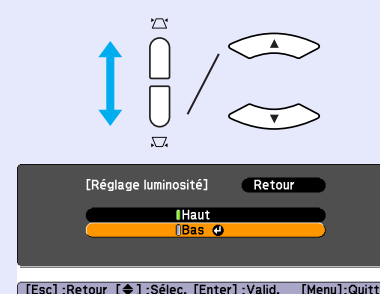 [Réglage luminosité] Retour
Haut
Bas
[Esc] :Retour [◆] :Sélec. [Enter] :Valid. [Menu]:Quitt